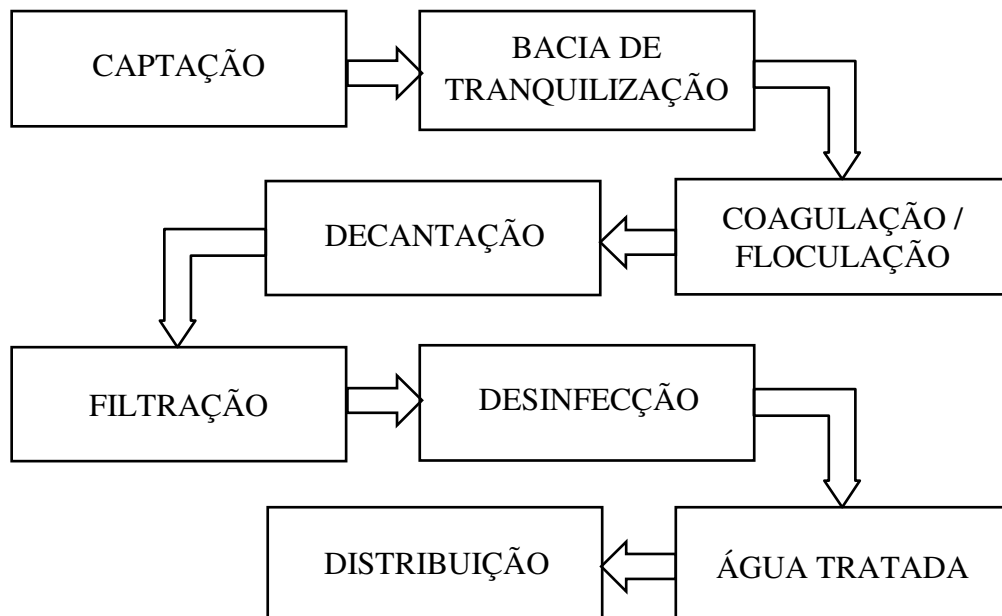 CAPTAÇÃO
BACIA DE
TRANQUILIZAÇÃO
COAGULAÇÃO /
FLOCULAÇÃO
DECANTAÇÃO
FILTRAÇÃO
DESINFECÇÃO
ÁGUA TRATADA
DISTRIBUIÇÃO